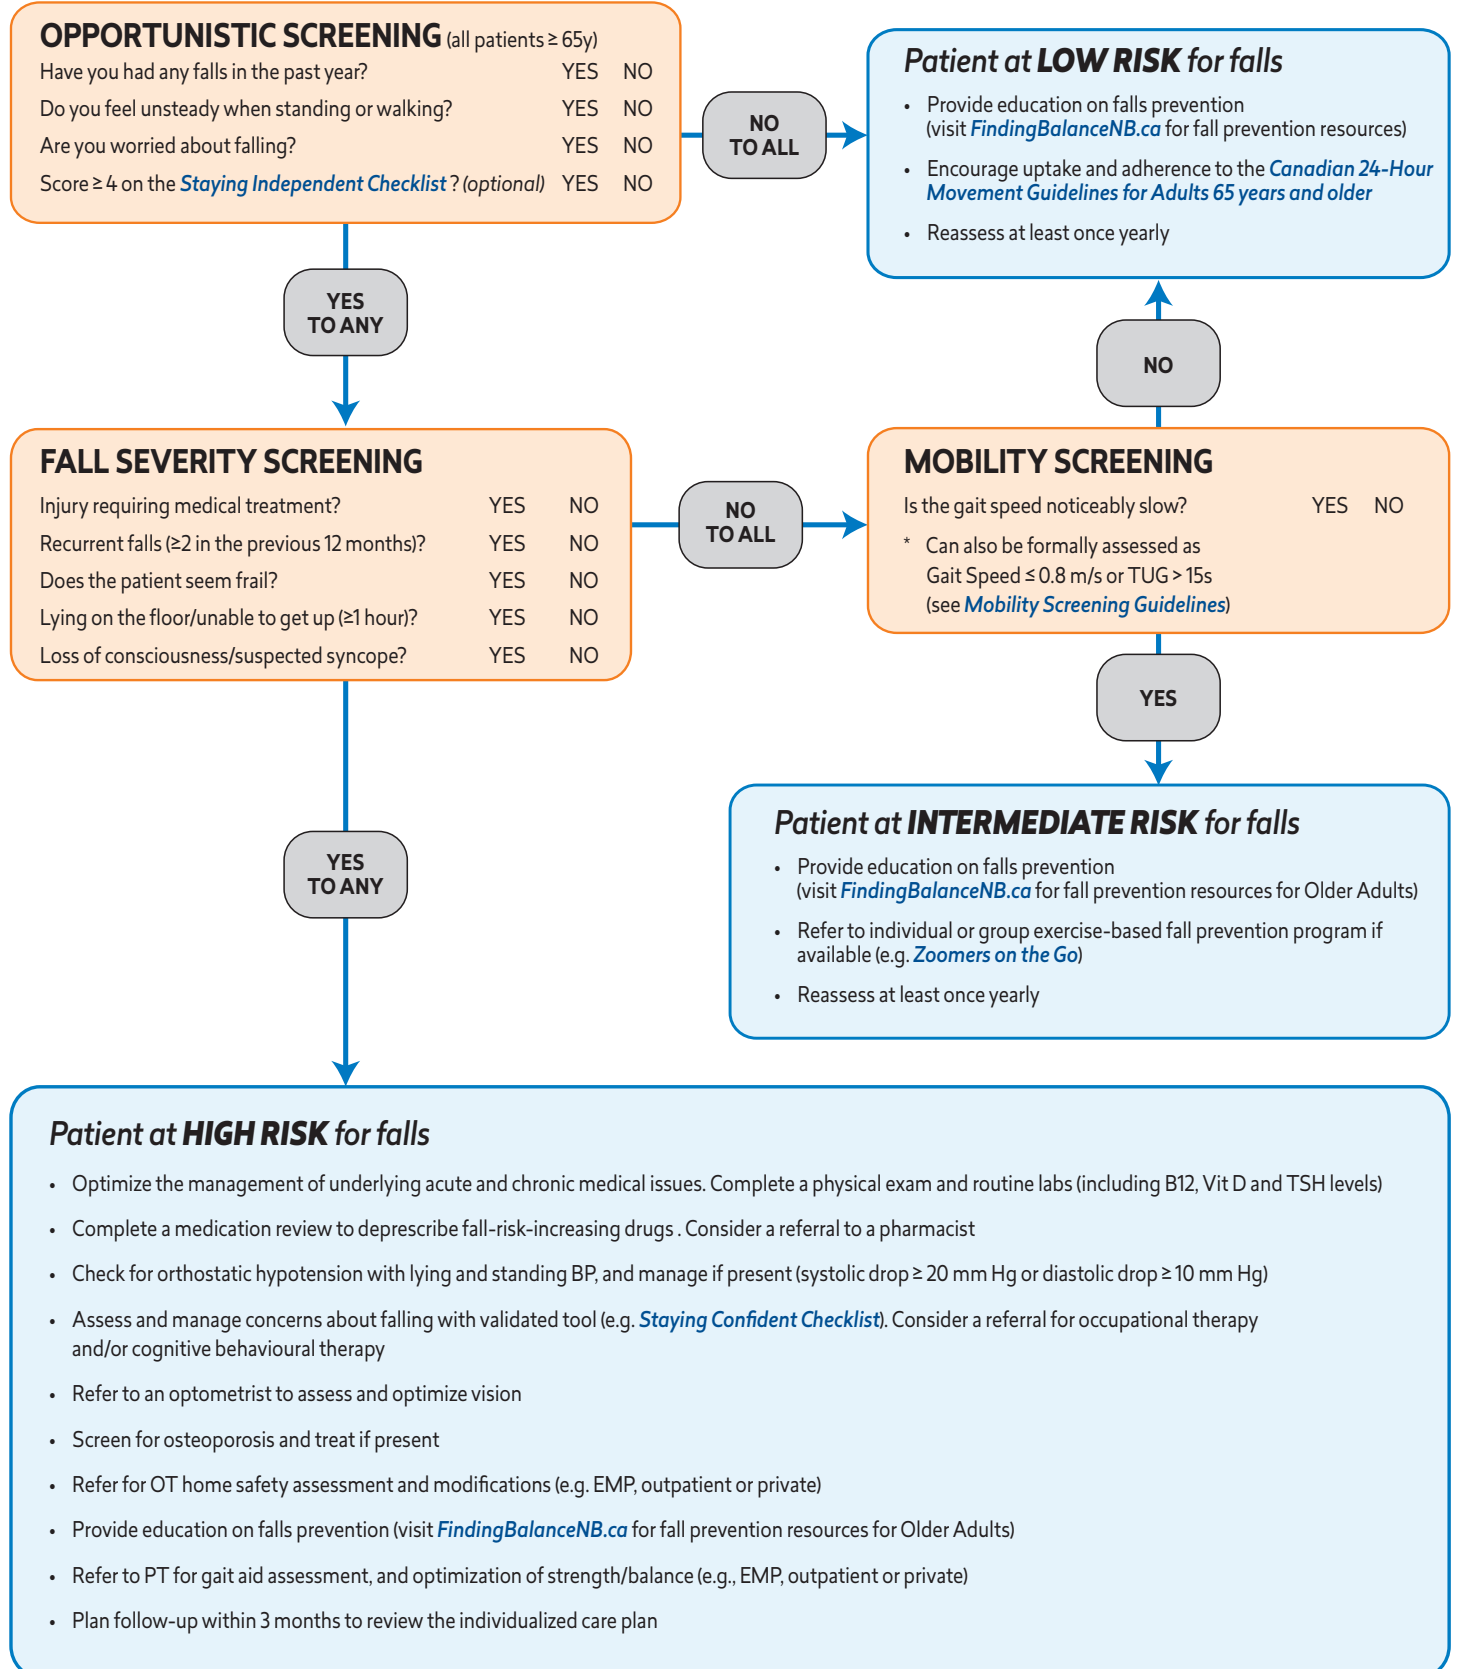 OPPORTUNISTIC SCREENING (all patients ≥ 65y)
Have you had any falls in the past year? YES NO
Do you feel unsteady when standing or walking? YES NO
Are you worried about falling? YES NO
Score ≥ 4 on the Staying Independent Checklist ? (optional) YES NO
NO
TO ALL
Patient at LOW RISK for falls
• Provide education on falls prevention
(visit FindingBalanceNB.ca for fall prevention resources)
• Encourage uptake and adherence to the Canadian 24-Hour
Movement Guidelines for Adults 65 years and older
• Reassess at least once yearly
YES
TO ANY
NO
FALL SEVERITY SCREENING
Injury requiring medical treatment? YES NO
Recurrent falls (≥2 in the previous 12 months)? YES NO
Does the patient seem frail? YES NO
Lying on the floor/unable to get up (≥1 hour)? YES NO
Loss of consciousness/suspected syncope? YES NO
NO
TO ALL
MOBILITY SCREENING
Is the gait speed noticeably slow? YES NO
* Can also be formally assessed as
Gait Speed ≤ 0.8 m/s or TUG > 15s
(see Mobility Screening Guidelines)
YES
Patient at INTERMEDIATE RISK for falls
• Provide education on falls prevention
(visit FindingBalanceNB.ca for fall prevention resources for Older Adults)
• Refer to individual or group exercise-based fall prevention program if
available (e.g. Zoomers on the Go)
• Reassess at least once yearly
YES
TO ANY
Patient at HIGH RISK for falls
• Optimize the management of underlying acute and chronic medical issues. Complete a physical exam and routine labs (including B12, Vit D and TSH levels)
• Complete a medication review to deprescribe fall-risk-increasing drugs . Consider a referral to a pharmacist
• Check for orthostatic hypotension with lying and standing BP, and manage if present (systolic drop ≥ 20 mm Hg or diastolic drop ≥ 10 mm Hg)
• Assess and manage concerns about falling with validated tool (e.g. Staying Confident Checklist). Consider a referral for occupational therapy
and/or cognitive behavioural therapy
• Refer to an optometrist to assess and optimize vision
• Screen for osteoporosis and treat if present
• Refer for OT home safety assessment and modifications (e.g. EMP, outpatient or private)
• Provide education on falls prevention (visit FindingBalanceNB.ca for fall prevention resources for Older Adults)
• Refer to PT for gait aid assessment, and optimization of strength/balance (e.g., EMP, outpatient or private)
• Plan follow-up within 3 months to review the individualized care plan